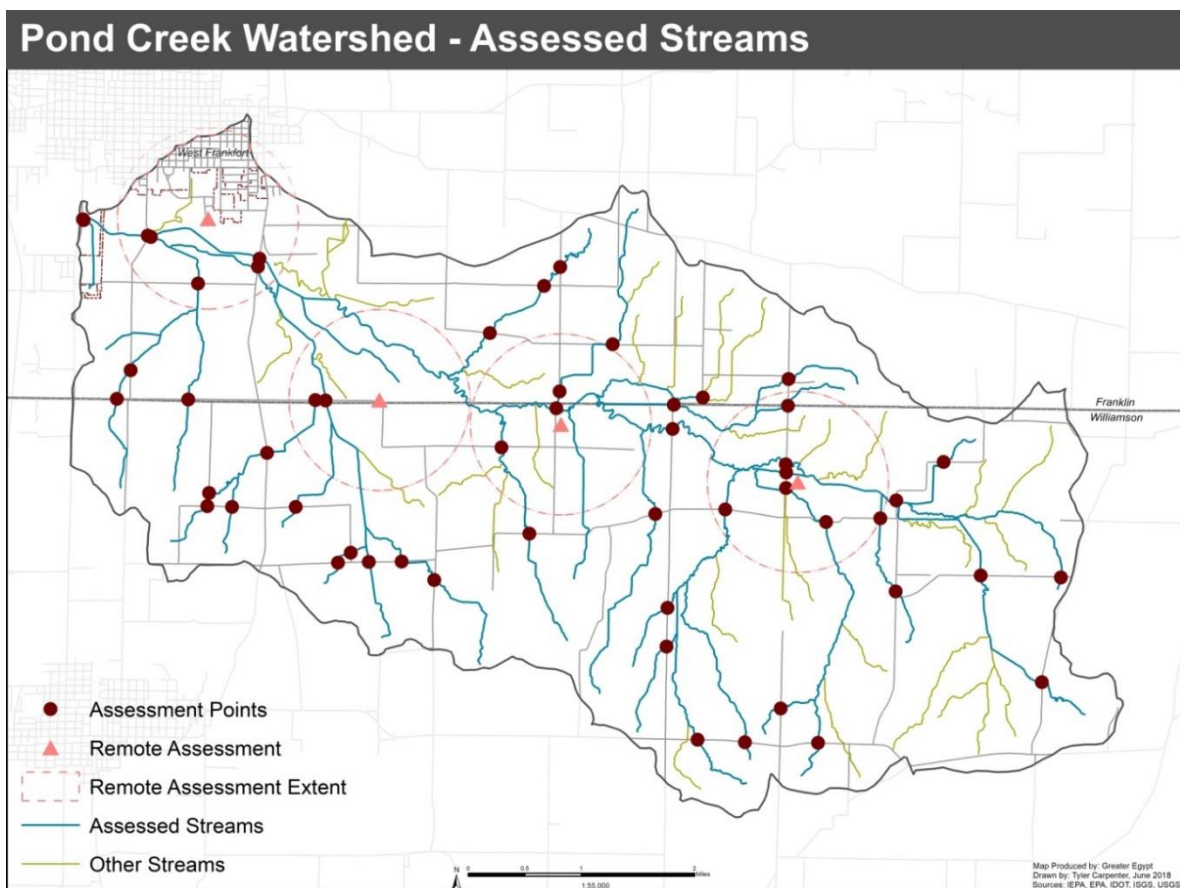 Pond Creek Watershed - Assessed Streams
West Frankfort
Franklin
Williamson
Assessment Points
Remote Assessment
Remote Assessment Extent
Assessed Streams
Other Streams
N
0 0.5 1 2
Miles
1:55,000
Map Produced by: Greater Egypt
Drawn by: Tyler Carpenter, June 2018
Sources: IEPA, EPA, IDOT, ISGS, USGS